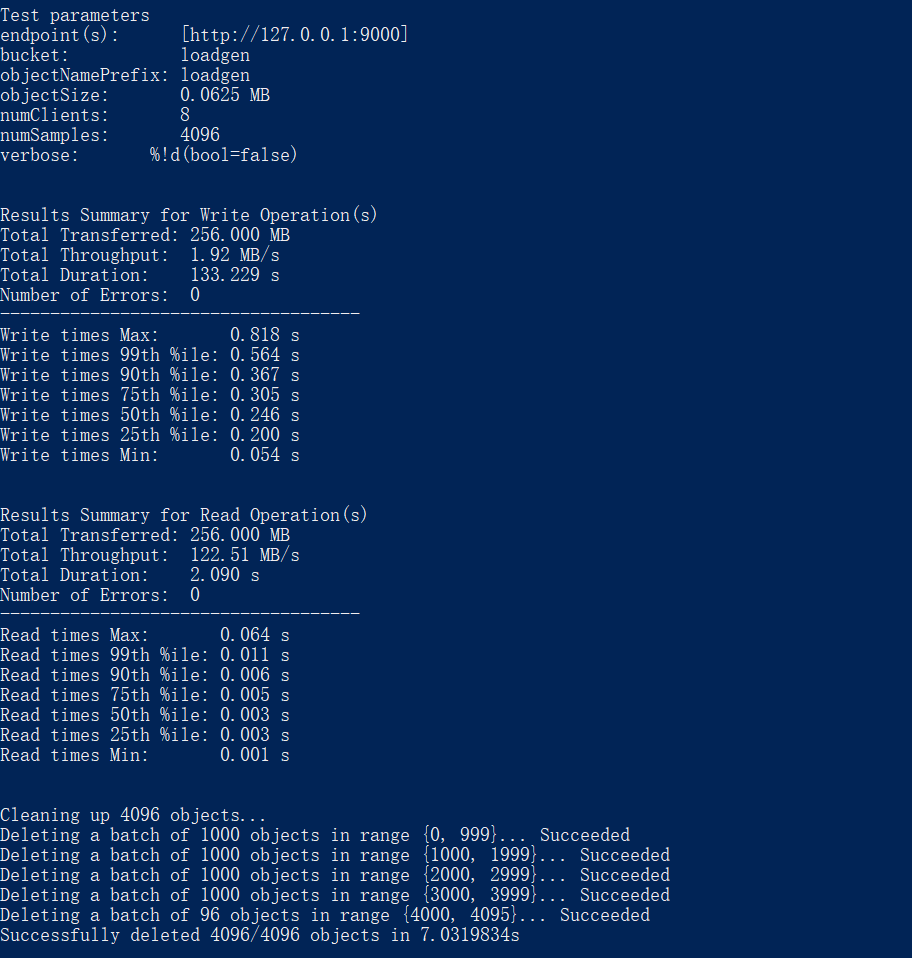 Test parameters
endpoint(s):      [http://127.0.0.1:9000]
bucket:           loadgen
objectNamePrefix: loadgen
objectSize:       0.0625 MB
numClients:       8
numSamples:       4096
verbose:       %!d(bool=false)
Results Summary for Write Operation(s)
Total Transferred: 256.000 MB
Total Throughput:  1.92 MB/s
Total Duration:    133.229 s
Number of Errors:  0
------------------------------------
Write times Max:       0.818 s
Write times 99th %ile: 0.564 s
Write times 90th %ile: 0.367 s
Write times 75th %ile: 0.305 s
Write times 50th %ile: 0.246 s
Write times 25th %ile: 0.200 s
Write times Min:       0.054 s
Results Summary for Read Operation(s)
Total Transferred: 256.000 MB
Total Throughput:  122.51 MB/s
Total Duration:    2.090 s
Number of Errors:  0
------------------------------------
Read times Max:       0.064 s
Read times 99th %ile: 0.011 s
Read times 90th %ile: 0.006 s
Read times 75th %ile: 0.005 s
Read times 50th %ile: 0.003 s
Read times 25th %ile: 0.003 s
Read times Min:       0.001 s
Cleaning up 4096 objects...
Deleting a batch of 1000 objects in range {0, 999}... Succeeded
Deleting a batch of 1000 objects in range {1000, 1999}... Succeeded
Deleting a batch of 1000 objects in range {2000, 2999}... Succeeded
Deleting a batch of 1000 objects in range {3000, 3999}... Succeeded
Deleting a batch of 96 objects in range {4000, 4095}... Succeeded
Successfully deleted 4096/4096 objects in 7.0319834s